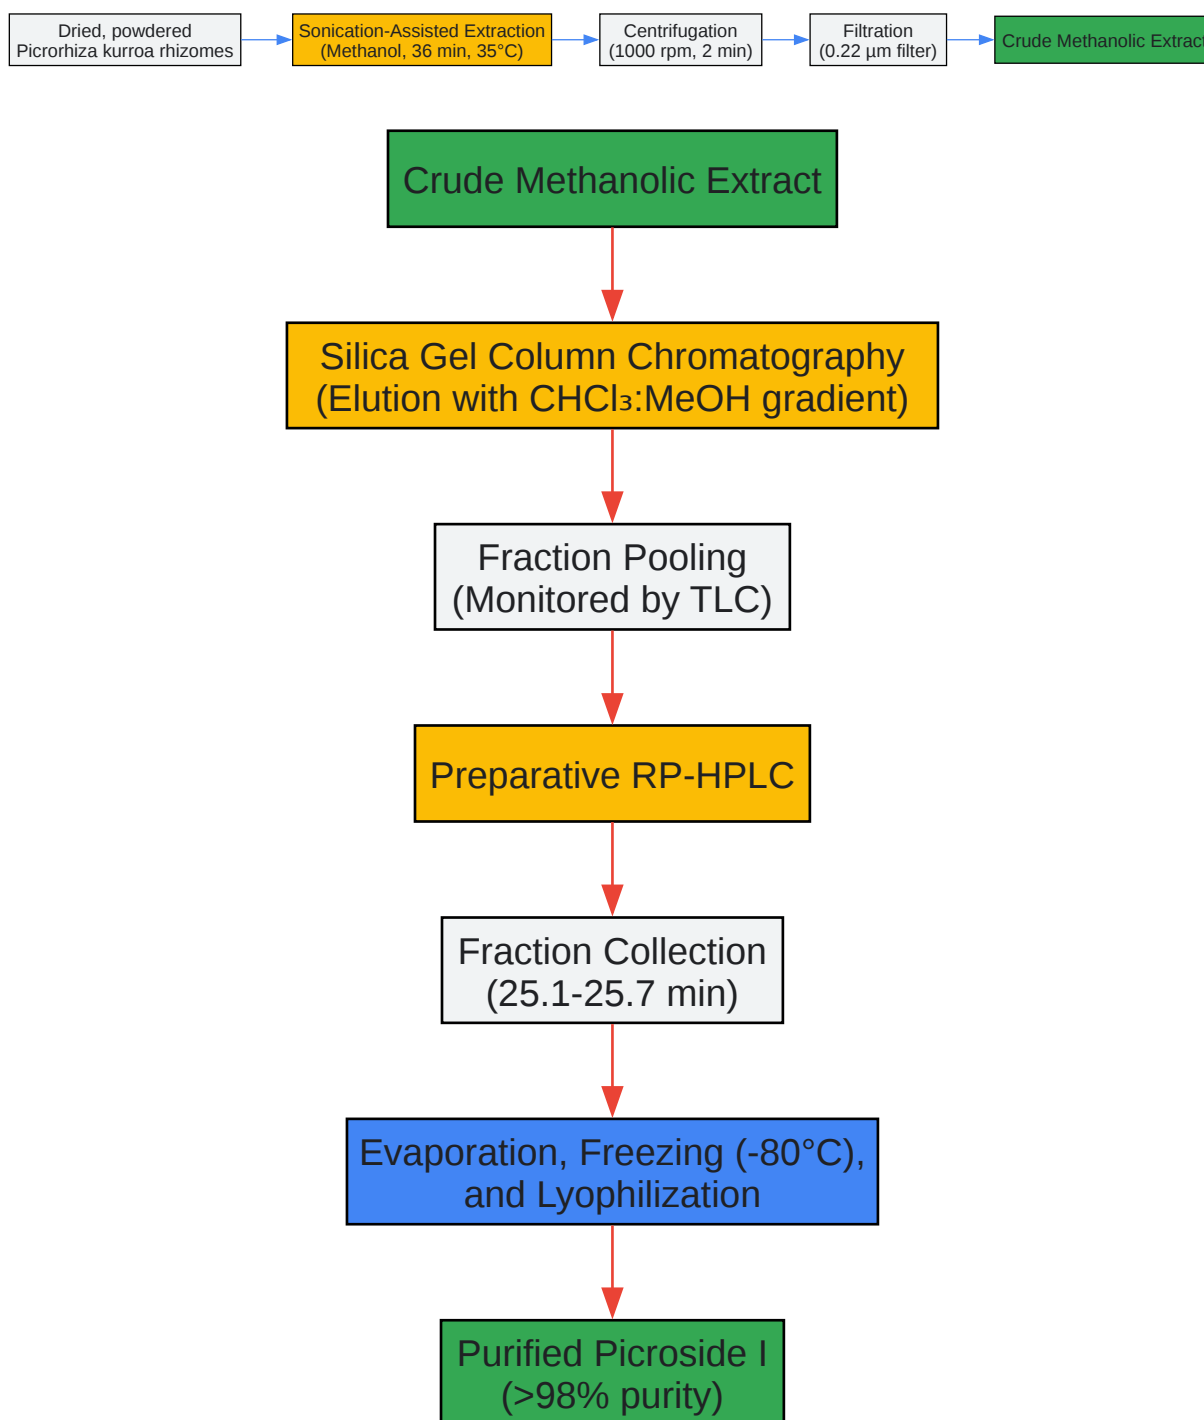 Dried, powdered
Picrorhiza kurroa rhizomes
Sonication-Assisted Extraction
(Methanol, 36 min, 35°C)
Centrifugation
(1000 rpm, 2 min)
Filtration
(0.22 µm filter)
Crude Methanolic Extract
Crude Methanolic Extract
Silica Gel Column Chromatography
(Elution with CHCl₃:MeOH gradient)
Fraction Pooling
(Monitored by TLC)
Preparative RP-HPLC
Fraction Collection
(25.1-25.7 min)
Evaporation, Freezing (-80°C),
and Lyophilization
Purified Picroside I
(>98% purity)